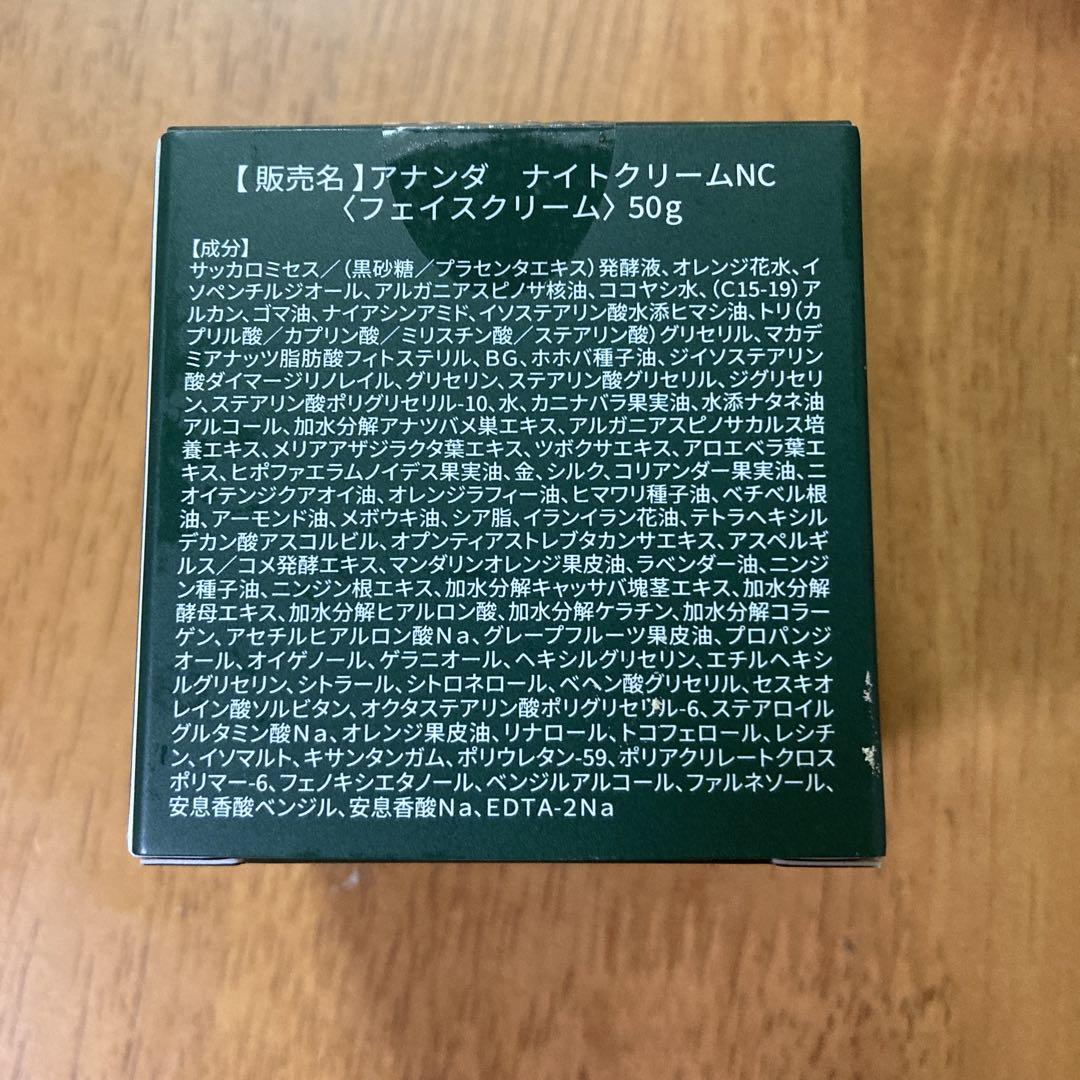 【販売名】アナンダ　ナイトクリームNC
〈フェイスクリーム〉50g
【成分】
サッカロミセス／（黒砂糖／プラセンタエキス）発酵液、オレンジ花水、イ
ソペンチルジオール、アルガニアスピノサ核油、ココヤシ水、（C15-19）ア
ルカン、ゴマ油、ナイアシンアミド、イソステアリン酸水添ヒマシ油、トリ（カ
プリル酸／カプリン酸／ミリスチン酸／ステアリン酸）グリセリル、マカデ
ミアナッツ脂肪酸フィトステリル、BG、ホホバ種子油、ジイソステアリン
酸ダイマージリノレイル、グリセリン、ステアリン酸グリセリル、ジグリセリ
ン、ステアリン酸ポリグリセリル-10、水、カニナバラ果実油、水添ナタネ油
アルコール、加水分解アナツバメ巣エキス、アルガニアスピノサカルス培
養エキス、メリアアザジラクタ葉エキス、ツボクサエキス、アロエベラ葉エ
キス、ヒポファエラムノイデス果実油、金、シルク、コリアンダー果実油、ニ
オイテンジクアオイ油、オレンジラフィー油、ヒマワリ種子油、ベチベル根
油、アーモンド油、メボウキ油、シア脂、イランイラン花油、テトラヘキシル
デカン酸アスコルビル、オプンティアストレプタカンサエキス、アスペルギ
ルス／コメ発酵エキス、マンダリンオレンジ果皮油、ラベンダー油、ニンジ
ン種子油、ニンジン根エキス、加水分解キャッサバ塊茎エキス、加水分解
酵母エキス、加水分解ヒアルロン酸、加水分解ケラチン、加水分解コラー
ゲン、アセチルヒアルロン酸Na、グレープフルーツ果皮油、プロパンジ
オール、オイゲノール、ゲラニオール、ヘキシルグリセリン、エチルヘキシ
ルグリセリン、シトラール、シトロネロール、ベヘン酸グリセリル、セスキオ
レイン酸ソルビタン、オクタステアリン酸ポリグリセリル-6、ステアロイル
グルタミン酸Na、オレンジ果皮油、リナロール、トコフェロール、レシチ
ン、イソマルト、キサンタンガム、ポリウレタン-59、ポリアクリレートクロス
ポリマー-6、フェノキシエタノール、ベンジルアルコール、ファルネソール、
安息香酸ベンジル、安息香酸Na、EDTA-2Na